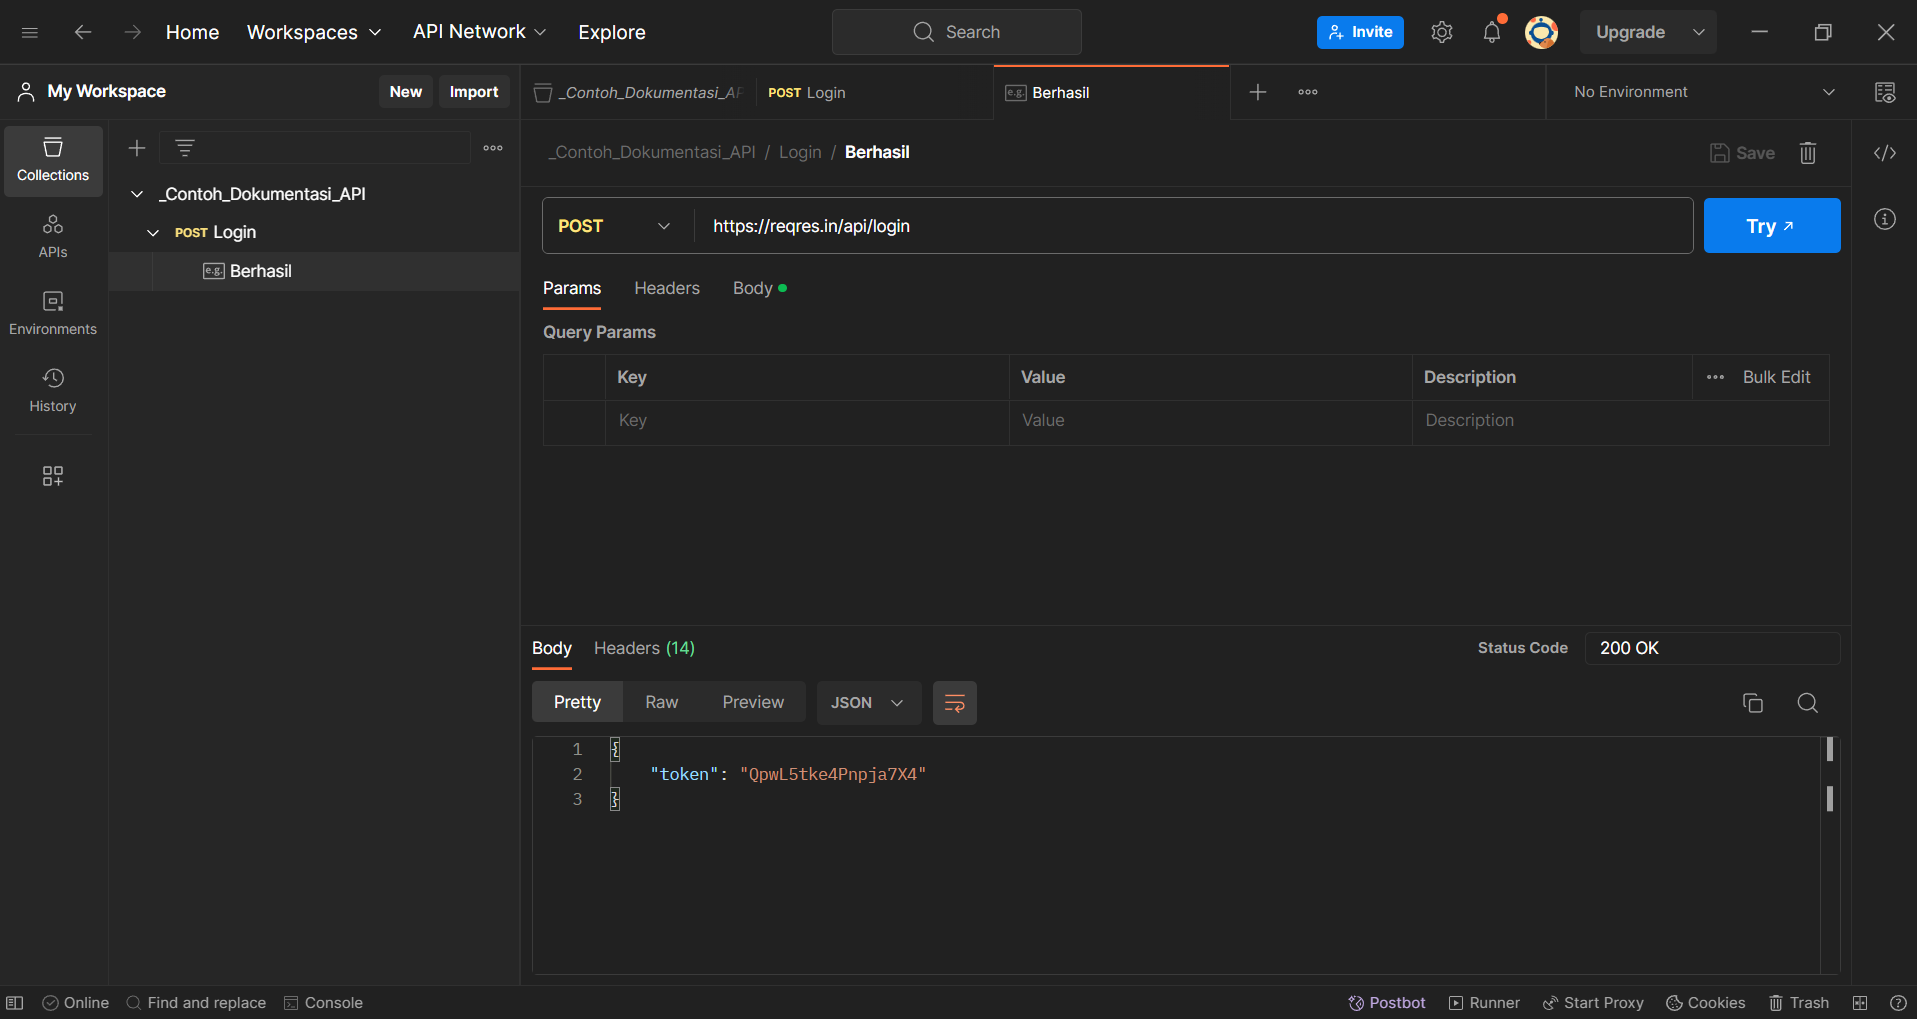 Home Workspaces API Network Explore Search Invite Upgrade
My Workspace New Import
_Contoh_Dokumentasi_AP POST Login e.g. Berhasil No Environment
Collections
APIs
Environments
History
_Contoh_Dokumentasi_API
POST Login
e.g. Berhasil
_Contoh_Dokumentasi_API / Login / Berhasil Save
POST https://reqres.in/api/login Try
Params Headers Body
Query Params
Key Value Description Bulk Edit
Key Value Description
Body Headers (14) Status Code 200 OK
Pretty Raw Preview JSON
1 {
2 "token": "QpwL5tke4Pnpja7X4"
3 }
Online Find and replace Console Postbot Runner Start Proxy Cookies Trash